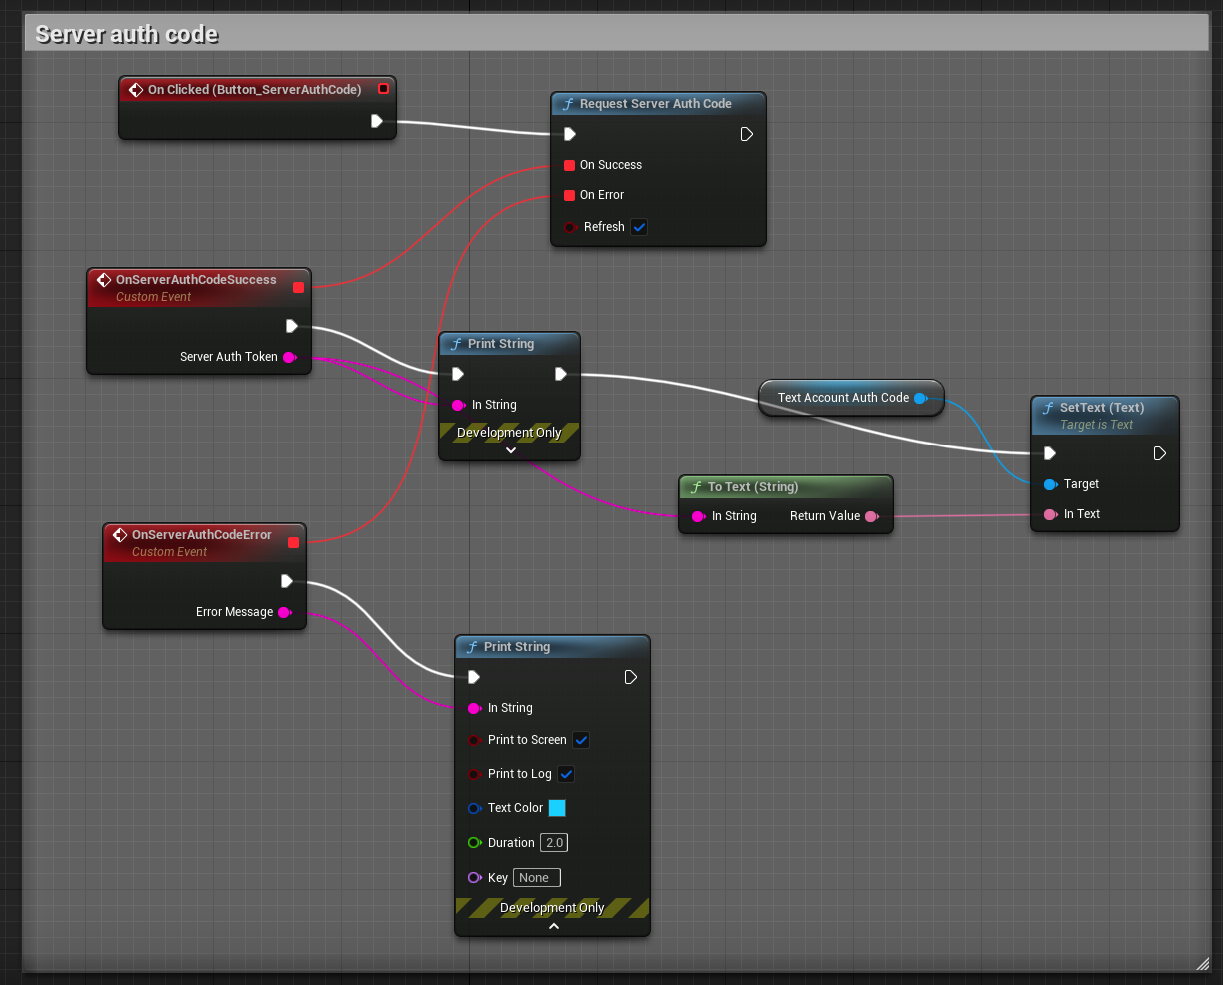 Server auth code
On Clicked (Button_ServerAuthCode)
Request Server Auth Code
On Success
On Error
Refresh
OnServerAuthCodeSuccess
Custom Event
Server Auth Token
Print String
In String
Development Only
Text Account Auth Code
SetText (Text)
Target is Text
Target
In Text
To Text (String)
In String
Return Value
OnServerAuthCodeError
Custom Event
Error Message
Print String
In String
Print to Screen
Print to Log
Text Color
Duration 2.0
Key None
Development Only